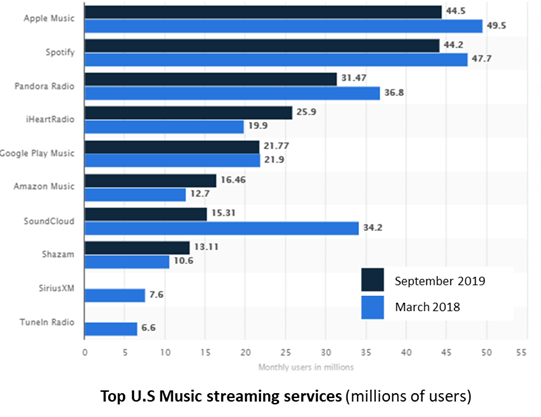 Apple Music 44.5
49.5
Spotify 44.2
47.7
Pandora Radio 31.47
36.8
iHeartRadio 25.9
19.9
Google Play Music 21.77
21.9
Amazon Music 16.46
12.7
SoundCloud 15.31
34.2
Shazam 13.11
10.6
SiriusXM 7.6
TuneIn Radio 6.6
September 2019
March 2018
0 5 10 15 20 25 30 35 40 45 50 55
Monthly users in millions
Top U.S Music streaming services (millions of users)